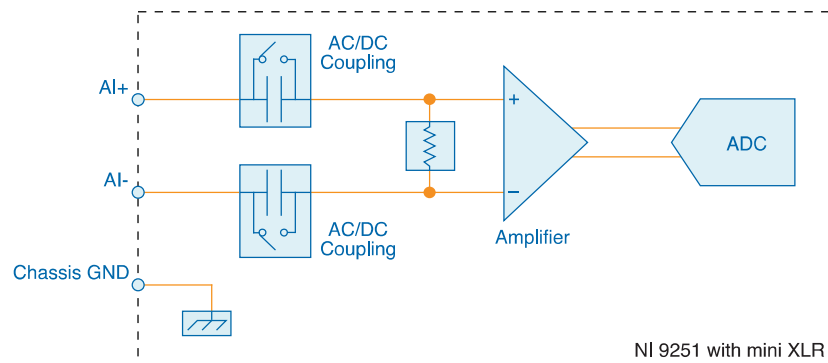 AC/DC
Coupling
AI+
+
ADC
AI-
−
AC/DC
Coupling
Amplifier
Chassis GND
NI 9251 with mini XLR